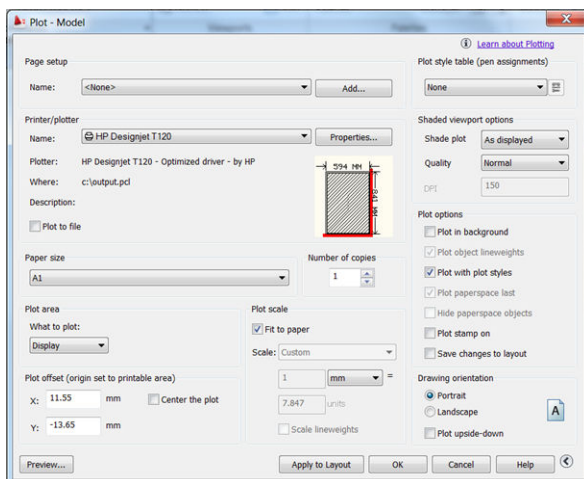 Plot - Model
Learn about Plotting
Page setup
Name: <None> Add...
Plot style table (pen assignments)
None
Printer/plotter
Name: HP Designjet T120 Properties...
Plotter: HP Designjet T120 - Optimized driver - by HP
Where: c:\output.pcl
Description:
Plot to file
594 MM
841 MM
Shaded viewport options
Shade plot As displayed
Quality Normal
DPI 150
Paper size
A1
Number of copies
1
Plot options
Plot in background
Plot object lineweights
Plot with plot styles
Plot paperspace last
Hide paperspace objects
Plot stamp on
Save changes to layout
Plot area
What to plot:
Display
Plot scale
Fit to paper
Scale: Custom
1 mm =
7.847 units
Scale lineweights
Plot offset (origin set to printable area)
X: 11.55 mm Center the plot
Y: -13.65 mm
Drawing orientation
Portrait
Landscape
Plot upside-down
A
Preview... Apply to Layout OK Cancel Help